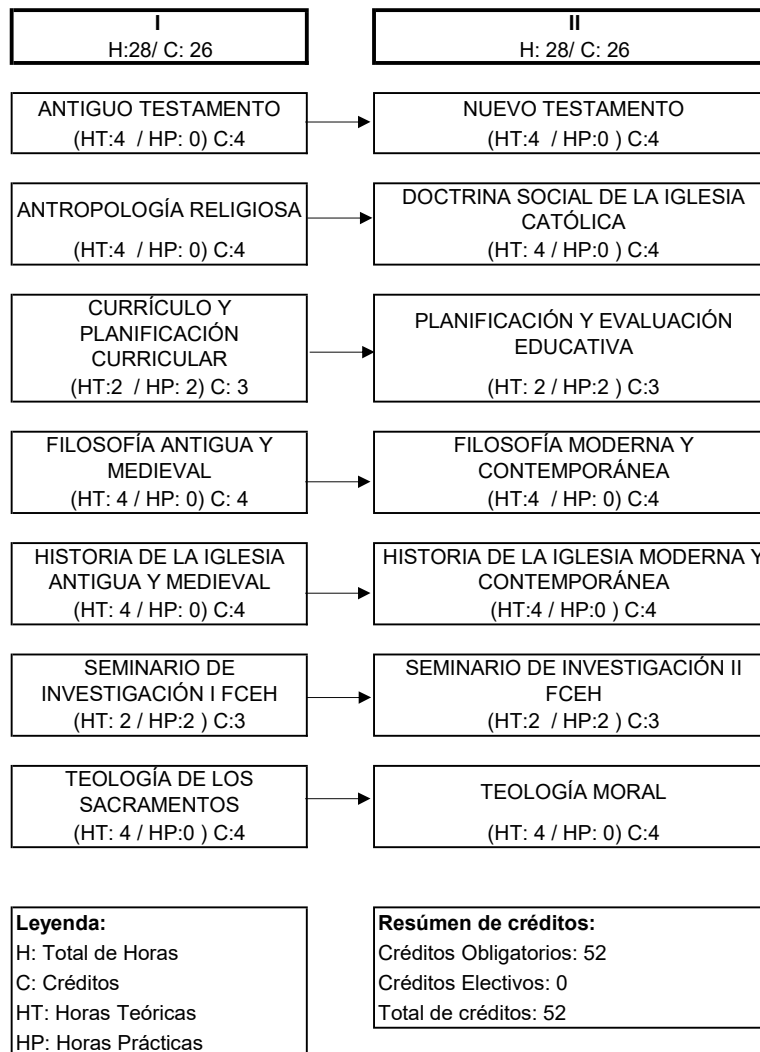 I
H:28/ C: 26
II
H: 28/ C: 26
ANTIGUO TESTAMENTO
(HT:4 / HP: 0) C:4
NUEVO TESTAMENTO
(HT:4 / HP:0 ) C:4
ANTROPOLOGÍA RELIGIOSA
(HT:4 / HP: 0) C:4
DOCTRINA SOCIAL DE LA IGLESIA
CATÓLICA
(HT: 4 / HP:0 ) C:4
CURRÍCULO Y
PLANIFICACIÓN
CURRICULAR
(HT:2 / HP: 2) C: 3
PLANIFICACIÓN Y EVALUACIÓN
EDUCATIVA
(HT: 2 / HP:2 ) C:3
FILOSOFÍA ANTIGUA Y
MEDIEVAL
(HT: 4 / HP: 0) C: 4
FILOSOFÍA MODERNA Y
CONTEMPORÁNEA
(HT:4 / HP: 0) C:4
HISTORIA DE LA IGLESIA
ANTIGUA Y MEDIEVAL
(HT: 4 / HP: 0) C:4
HISTORIA DE LA IGLESIA MODERNA Y
CONTEMPORÁNEA
(HT:4 / HP:0 ) C:4
SEMINARIO DE
INVESTIGACIÓN I FCEH
(HT: 2 / HP:2 ) C:3
SEMINARIO DE INVESTIGACIÓN II
FCEH
(HT:2 / HP:2 ) C:3
TEOLOGÍA DE LOS
SACRAMENTOS
(HT: 4 / HP:0 ) C:4
TEOLOGÍA MORAL
(HT: 4 / HP: 0) C:4
Leyenda:
H: Total de Horas
C: Créditos
HT: Horas Teóricas
HP: Horas Prácticas
Resúmen de créditos:
Créditos Obligatorios: 52
Créditos Electivos: 0
Total de créditos: 52